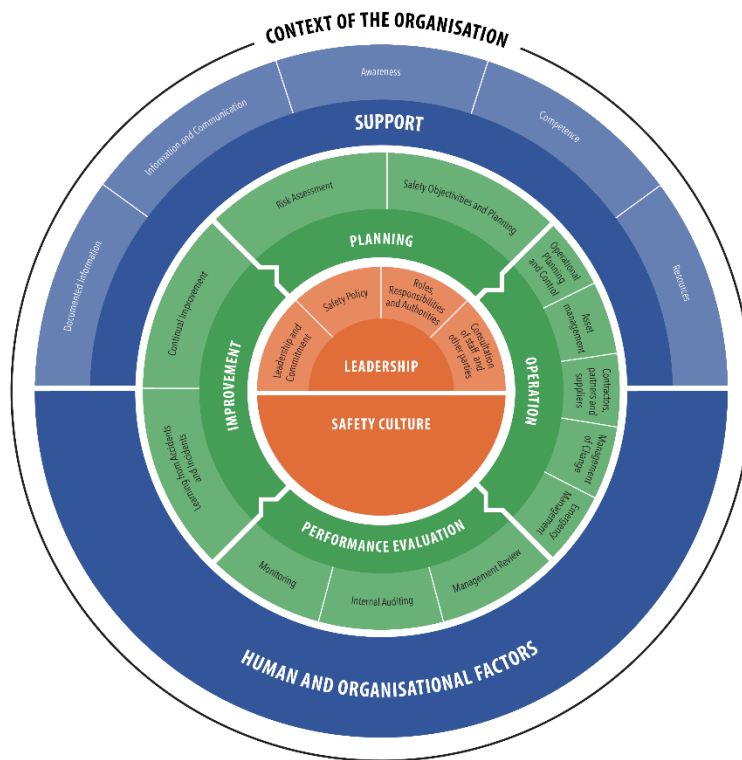 CONTEXT OF THE ORGANISATION
Awareness
Information and Communication
Competence
Documented Information
Resources
SUPPORT
Risk Assessment
Safety Objectivities and Planning
PLANNING
Continual Improvement
Learning from Accidents
and Incidents
IMPROVEMENT
Operational
Planning
and Control
Asset
management
Contractors,
partners and
suppliers
Management
of Change
Emergency
Management
OPERATION
Leadership and
Commitment
Safety Policy
Roles,
Responsibilities
and Authorities
Consultation
of staff and
other parties
LEADERSHIP
SAFETY CULTURE
PERFORMANCE EVALUATION
Monitoring
Internal Auditing
Management Review
HUMAN AND ORGANISATIONAL FACTORS